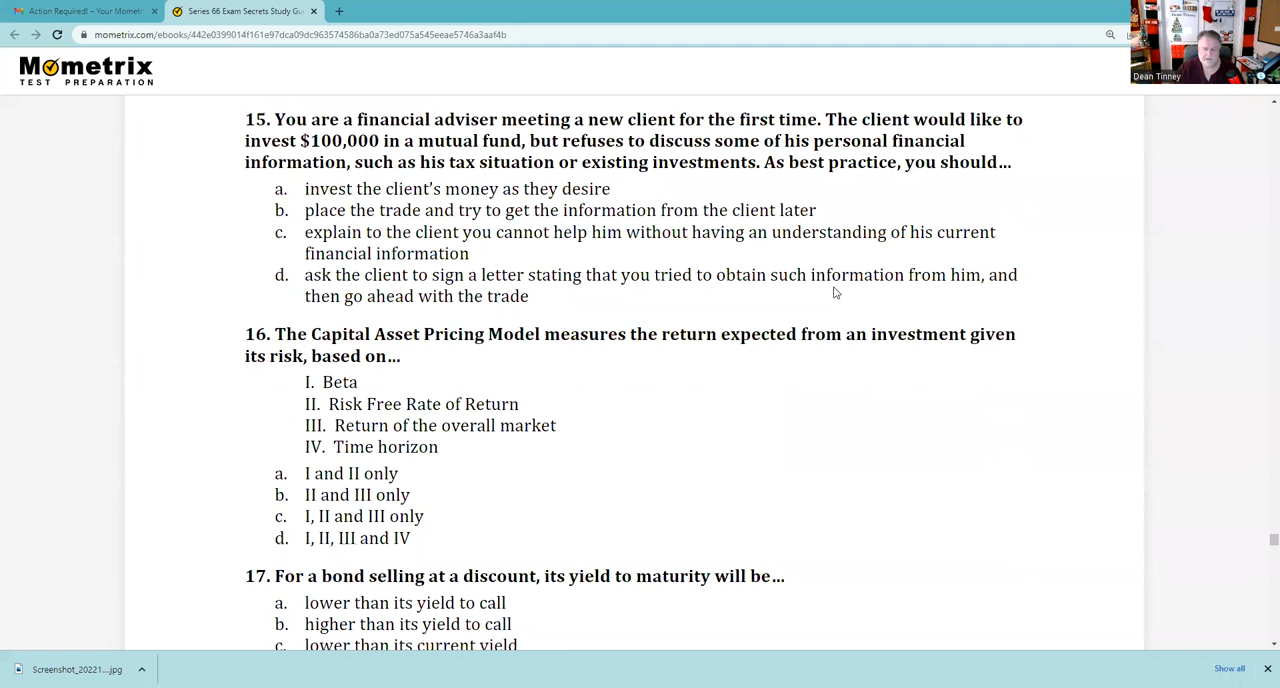 Action Required! – Your Mometr
Series 66 Exam Secrets Study Gui
mometrix.com/ebooks/442e0399014f161e97dca09dc963574586ba0a73ed075a545eeae5746a3aaf4b
Dean Tinney
Mometrix
TEST PREPARATION
15. You are a financial adviser meeting a new client for the first time. The client would like to
invest $100,000 in a mutual fund, but refuses to discuss some of his personal financial
information, such as his tax situation or existing investments. As best practice, you should…
a. invest the client's money as they desire
b. place the trade and try to get the information from the client later
c. explain to the client you cannot help him without having an understanding of his current
financial information
d. ask the client to sign a letter stating that you tried to obtain such information from him, and
then go ahead with the trade
16. The Capital Asset Pricing Model measures the return expected from an investment given
its risk, based on…
I. Beta
II. Risk Free Rate of Return
III. Return of the overall market
IV. Time horizon
a. I and II only
b. II and III only
c. I, II and III only
d. I, II, III and IV
17. For a bond selling at a discount, its yield to maturity will be…
a. lower than its yield to call
b. higher than its yield to call
c. lower than its current yield
Screenshot_20221....jpg
Show all